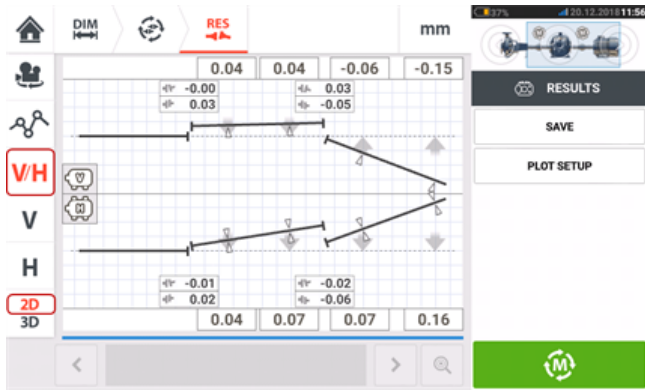 DIM
RES
mm
37%
20.12.2018 11:56
RESULTS
SAVE
PLOT SETUP
0.04 0.04 -0.06 -0.15
-0.00 0.03
0.03 -0.05
V/H
V
H
2D
3D
V
H
-0.01 -0.02
0.02 -0.06
0.04 0.07 0.07 0.16
M